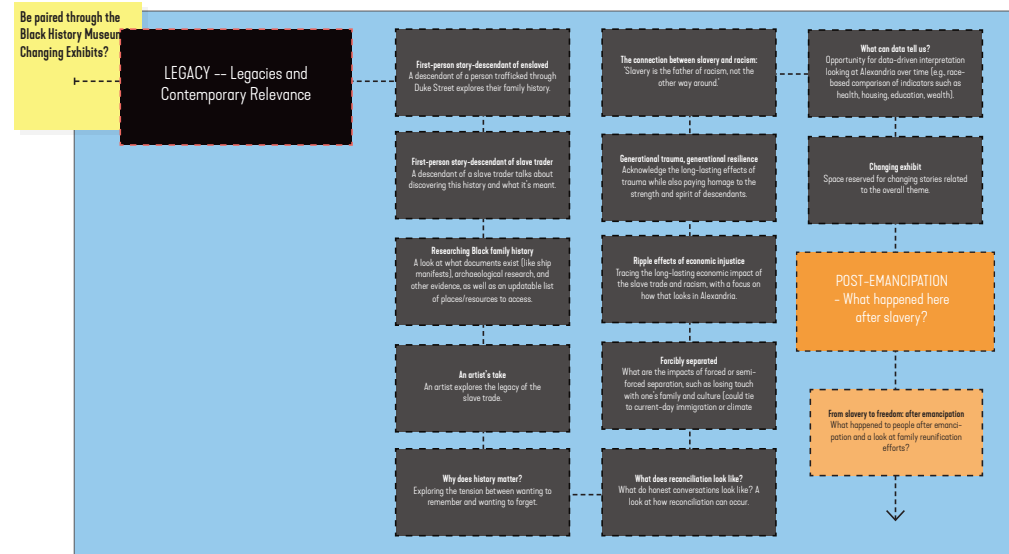 Be paired through the
Black History Museum
Changing Exhibits?
LEGACY -- Legacies and
Contemporary Relevance
First-person story-descendant of enslaved
A descendant of a person trafficked through
Duke Street explores their family history.
First-person story-descendant of slave trader
A descendant of a slave trader talks about
discovering this history and what it's meant.
Researching Black family history
A look at what documents exist (like ship
manifests), archaeological research, and
other evidence, as well as an updatable list
of places/resources to access.
An artist's take
An artist explores the legacy of the
slave trade.
Why does history matter?
Exploring the tension between wanting to
remember and wanting to forget.
The connection between slavery and racism:
"Slavery is the father of racism, not the
other way around."
Generational trauma, generational resilience
Acknowledge the long-lasting effects of
trauma while also paying homage to the
strength and spirit of descendants.
Ripple effects of economic injustice
Tracing the long-lasting economic impact of
the slave trade and racism, with a focus on
how that looks in Alexandria.
Forcibly separated
What are the impacts of forced or semi-
forced separation, such as losing touch
with one's family and culture (could tie
to current-day immigration or climate
What does reconciliation look like?
What do honest conversations look like? A
look at how reconciliation can occur.
What can data tell us?
Opportunity for data-driven interpretation
looking at Alexandria over time (e.g., race-
based comparison of indicators such as
health, housing, education, wealth).
Changing exhibit
Space reserved for changing stories related
to the overall theme.
POST-EMANCIPATION
- What happened here
after slavery?
From slavery to freedom: after emancipation
What happened to people after emanci-
pation and a look at family reunification
efforts?